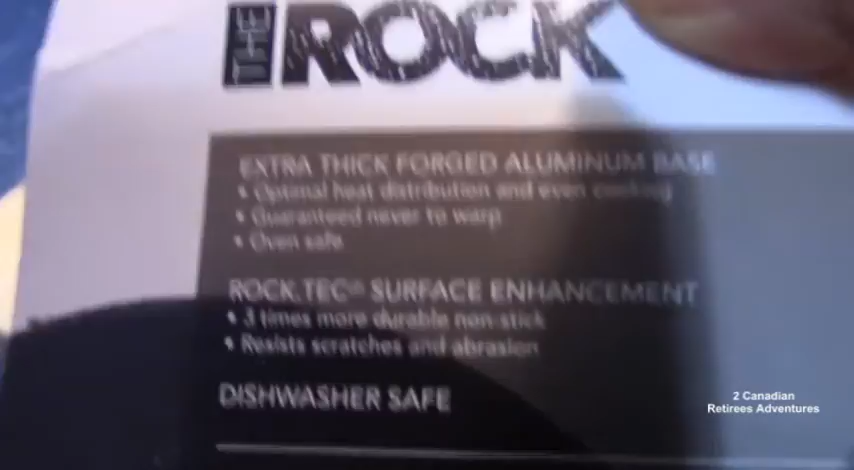 THE ROCK
EXTRA THICK FORGED ALUMINUM BASE
• Optimal heat distribution and even cooking
• Guaranteed never to warp
• Oven safe
ROCK.TEC® SURFACE ENHANCEMENT
• 3 times more durable non-stick
• Resists scratches and abrasion
DISHWASHER SAFE
2 Canadian
Retirees Adventures